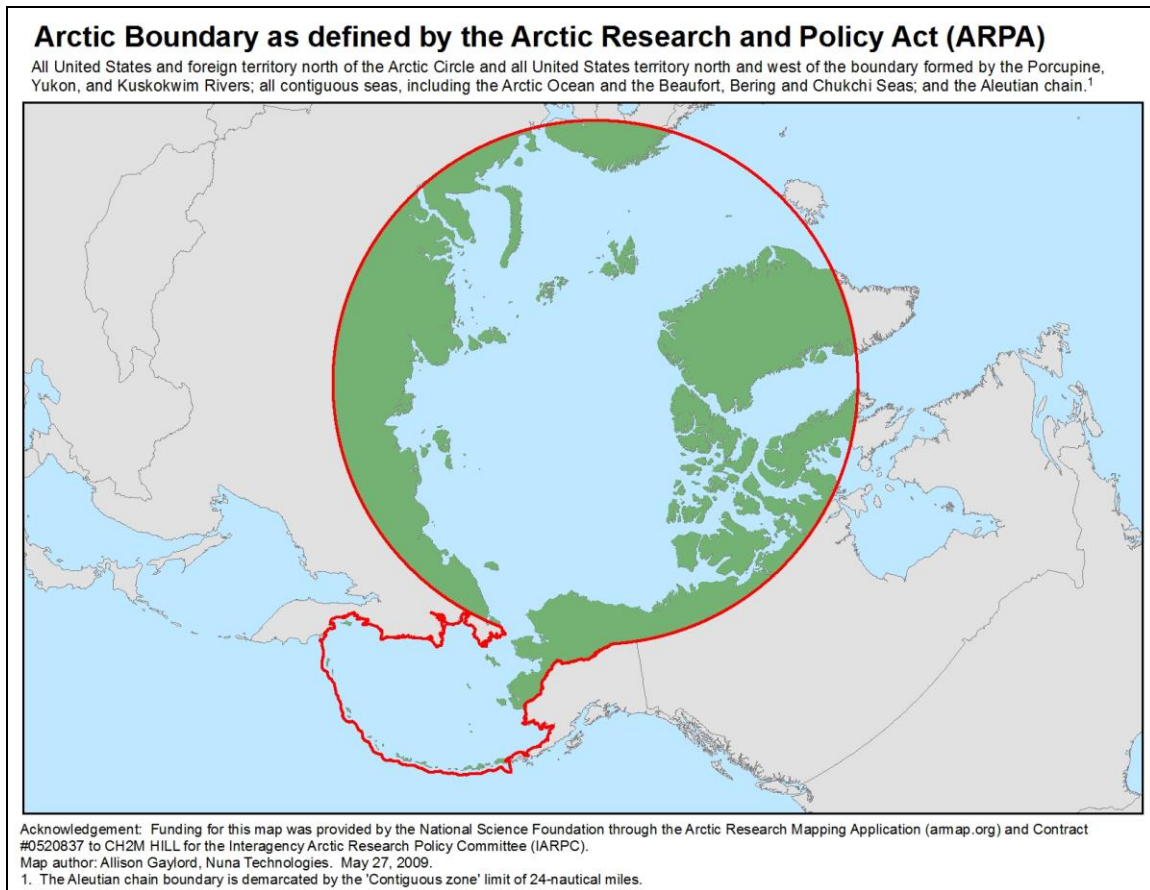 Arctic Boundary as defined by the Arctic Research and Policy Act (ARPA)
All United States and foreign territory north of the Arctic Circle and all United States territory north and west of the boundary formed by the Porcupine,
Yukon, and Kuskokwim Rivers; all contiguous seas, including the Arctic Ocean and the Beaufort, Bering and Chukchi Seas; and the Aleutian chain.¹
Acknowledgement: Funding for this map was provided by the National Science Foundation through the Arctic Research Mapping Application (armap.org) and Contract
#0520837 to CH2M HILL for the Interagency Arctic Research Policy Committee (IARPC).
Map author: Allison Gaylord, Nuna Technologies. May 27, 2009.
1. The Aleutian chain boundary is demarcated by the 'Contiguous zone' limit of 24-nautical miles.